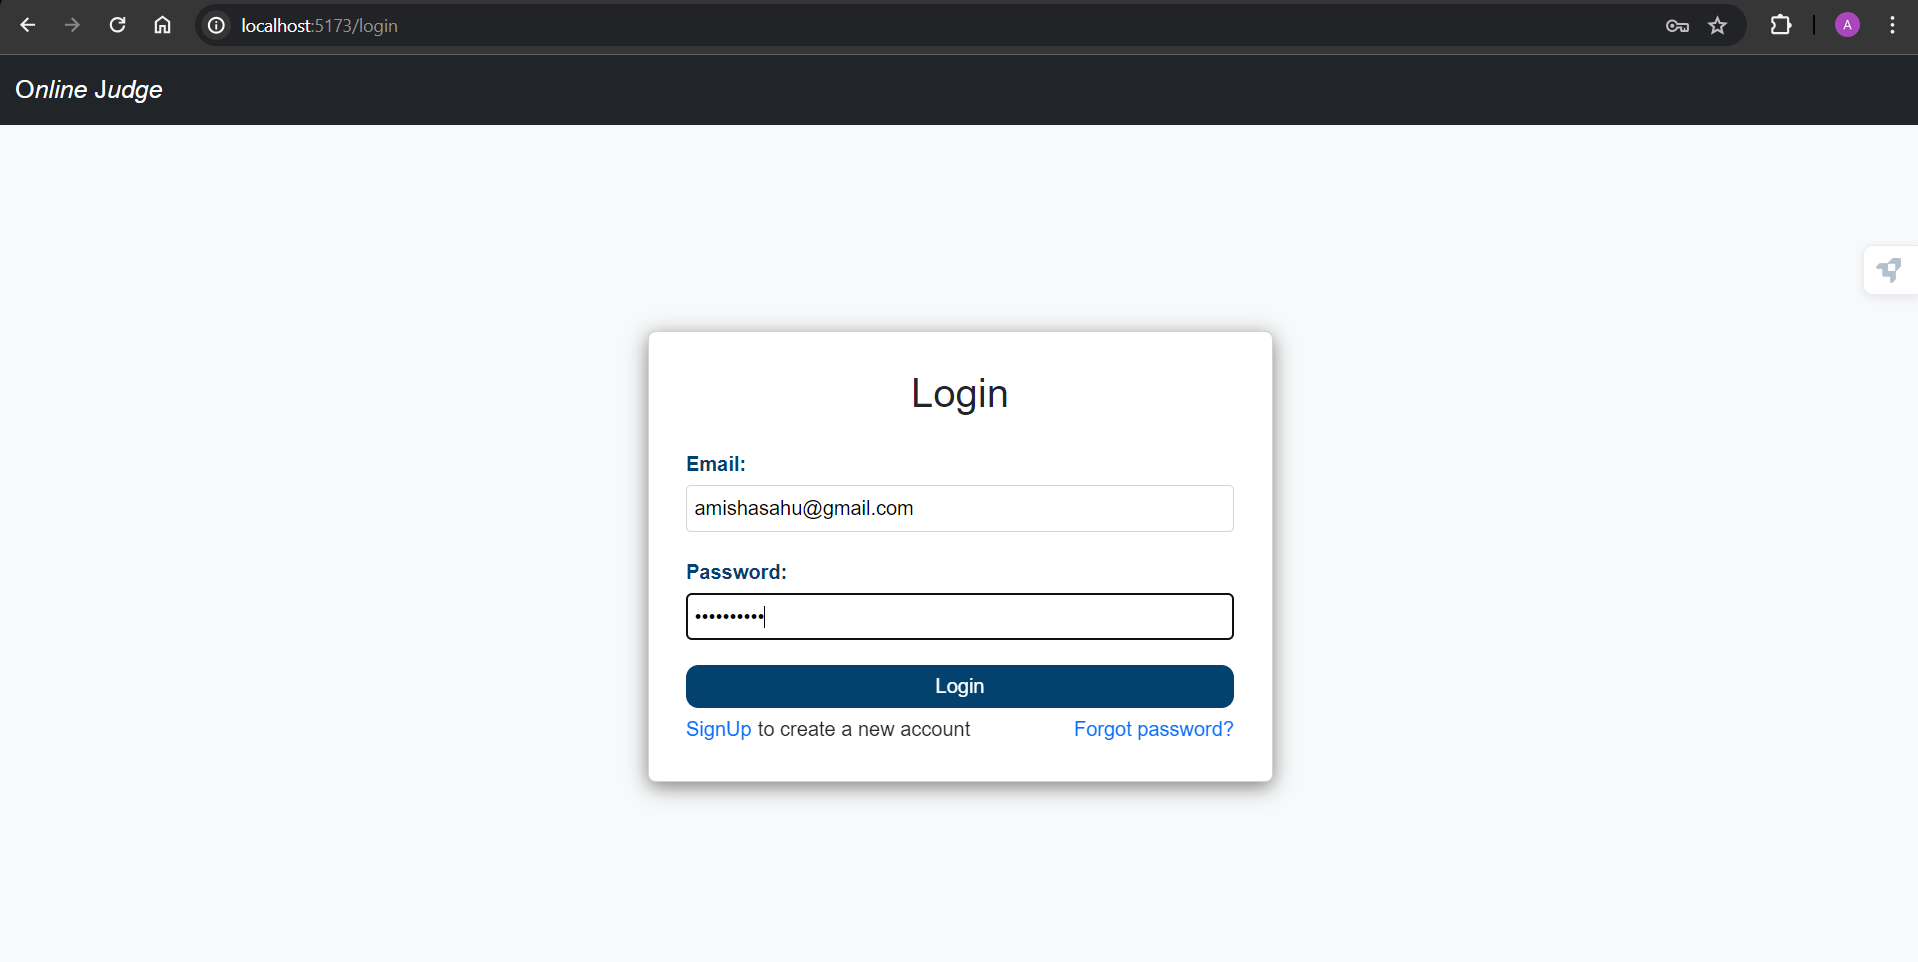 localhost:5173/login
A
Online Judge
Login
Email:
amishasahu@gmail.com
Password:
••••••••••
Login
SignUp to create a new account
Forgot password?